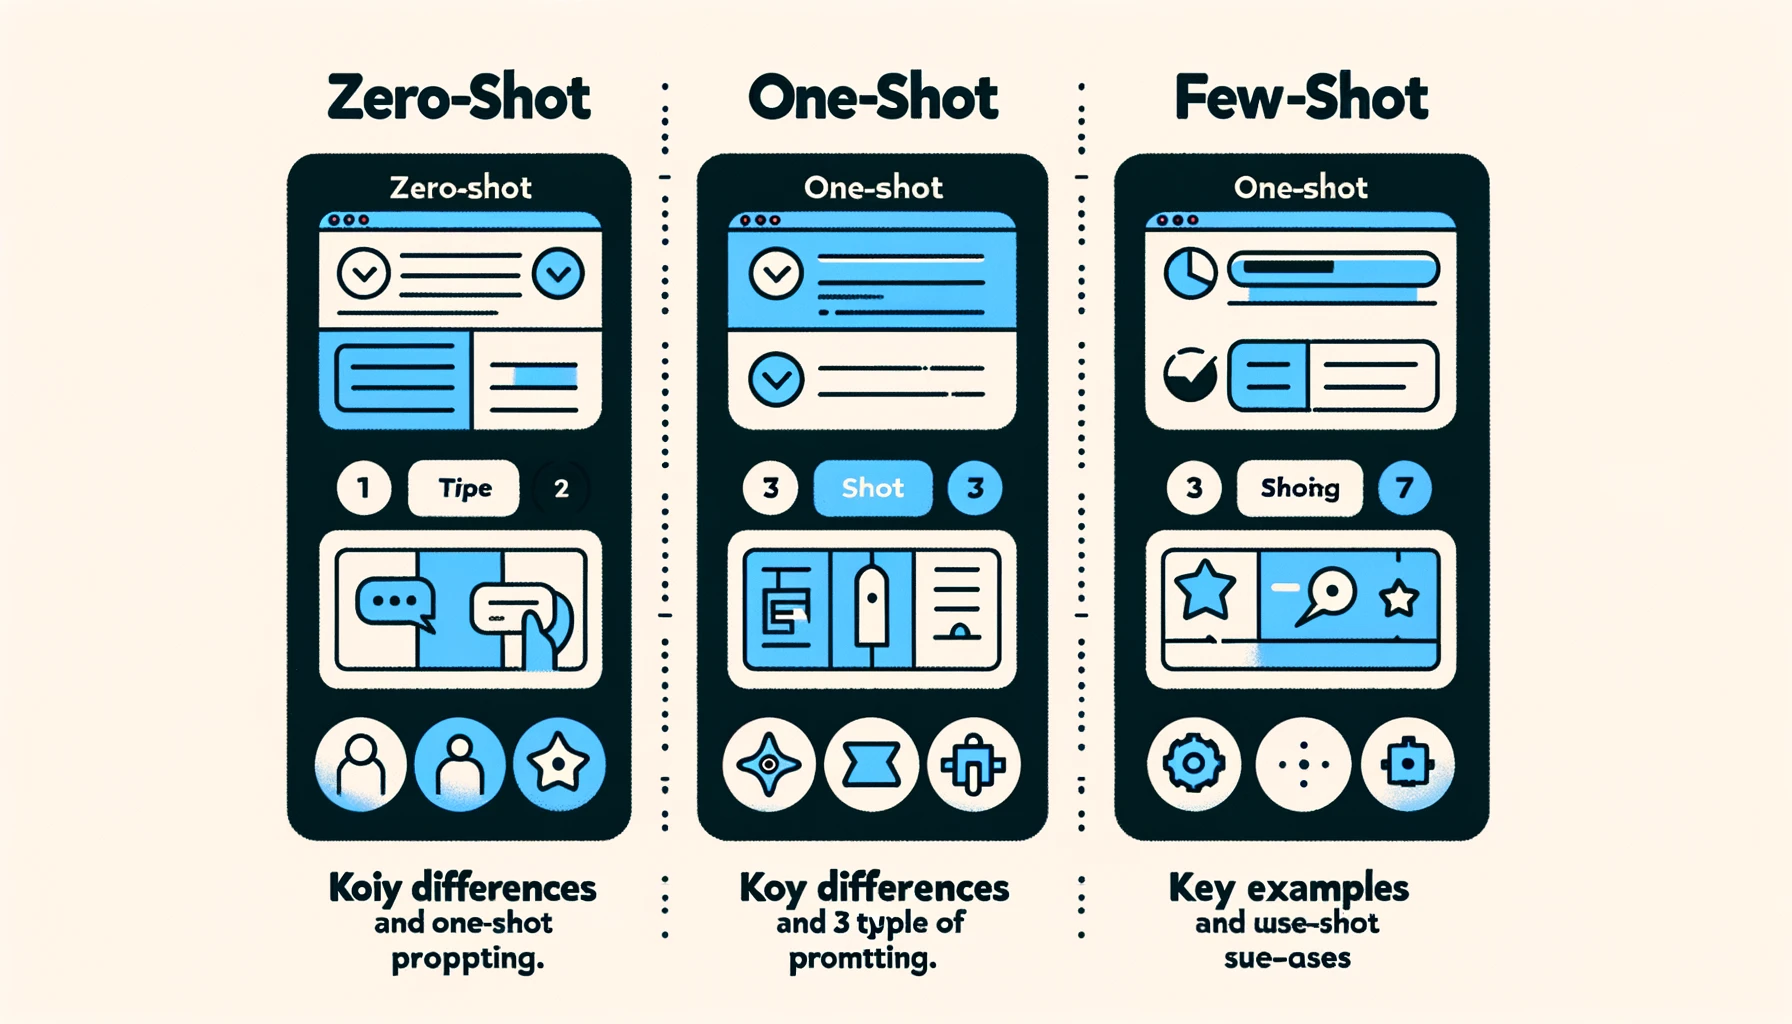 Zero-Shot
One-Shot
Few-Shot
Zero-shot
One-shot
One-shot
1 Tipe 2
3 Shot 3
3 Shoing 7
Koiy differences
and one-shot
proppting.
Koy differences
and 3 typle of
promtting.
Key examples
and use-shot
sue-ases